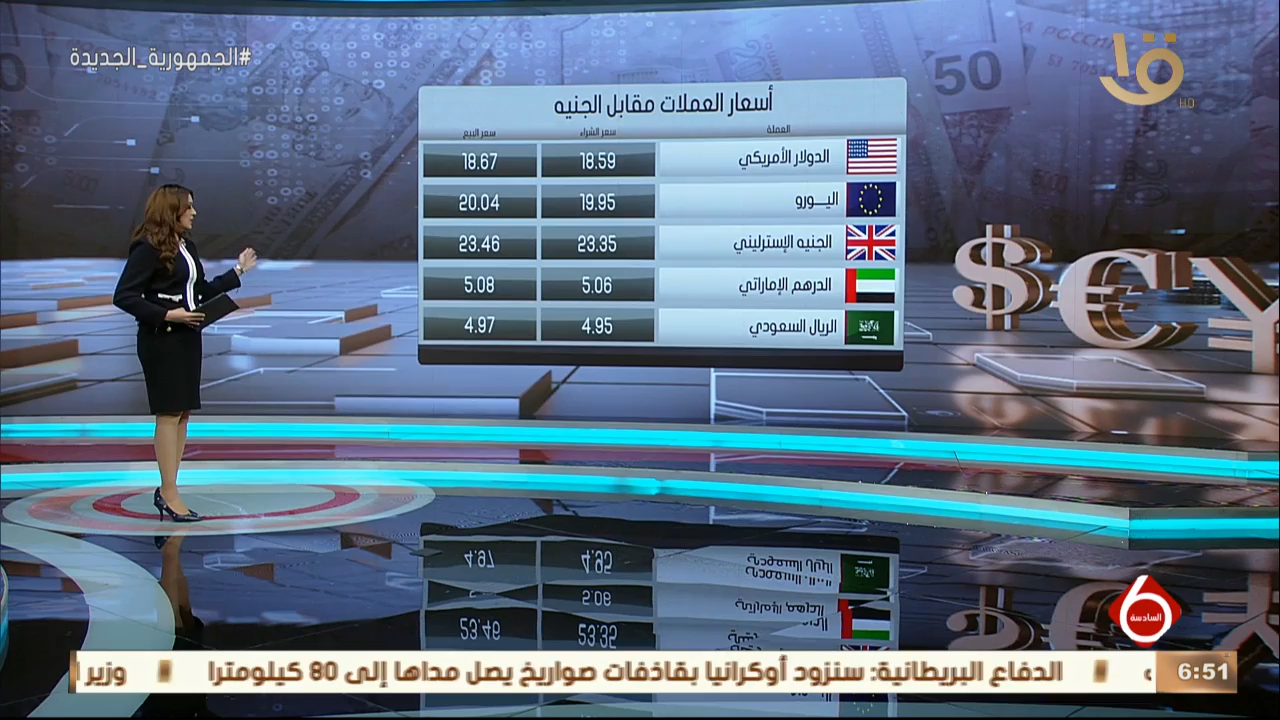 #الجمهورية_الجديدة
50
HD
أسعار العملات مقابل الجنيه
العملة سعر الشراء سعر البيع
الدولار الأمريكي 18.59 18.67
اليـــورو 19.95 20.04
الجنيه الإسترليني 23.35 23.46
الدرهم الإماراتي 5.06 5.08
الريال السعودي 4.95 4.97
$ € ¥
6
السادسة
6:51
الدفاع البريطانية: سنزود أوكرانيا بقاذفات صواريخ يصل مداها إلى 80 كيلومترا
وزير